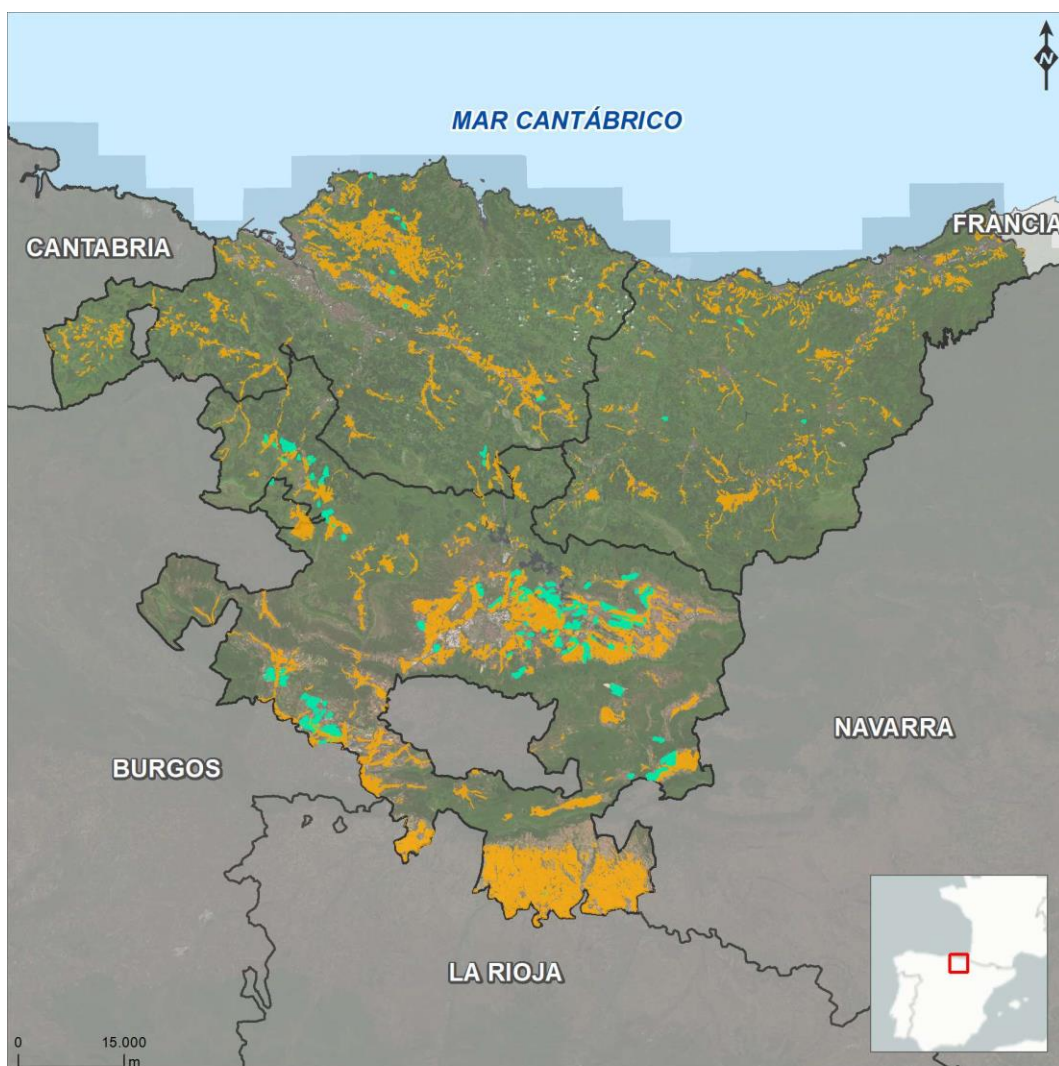 N
MAR CANTÁBRICO
FRANCIA
CANTABRIA
NAVARRA
BURGOS
LA RIOJA
0 15.000
m